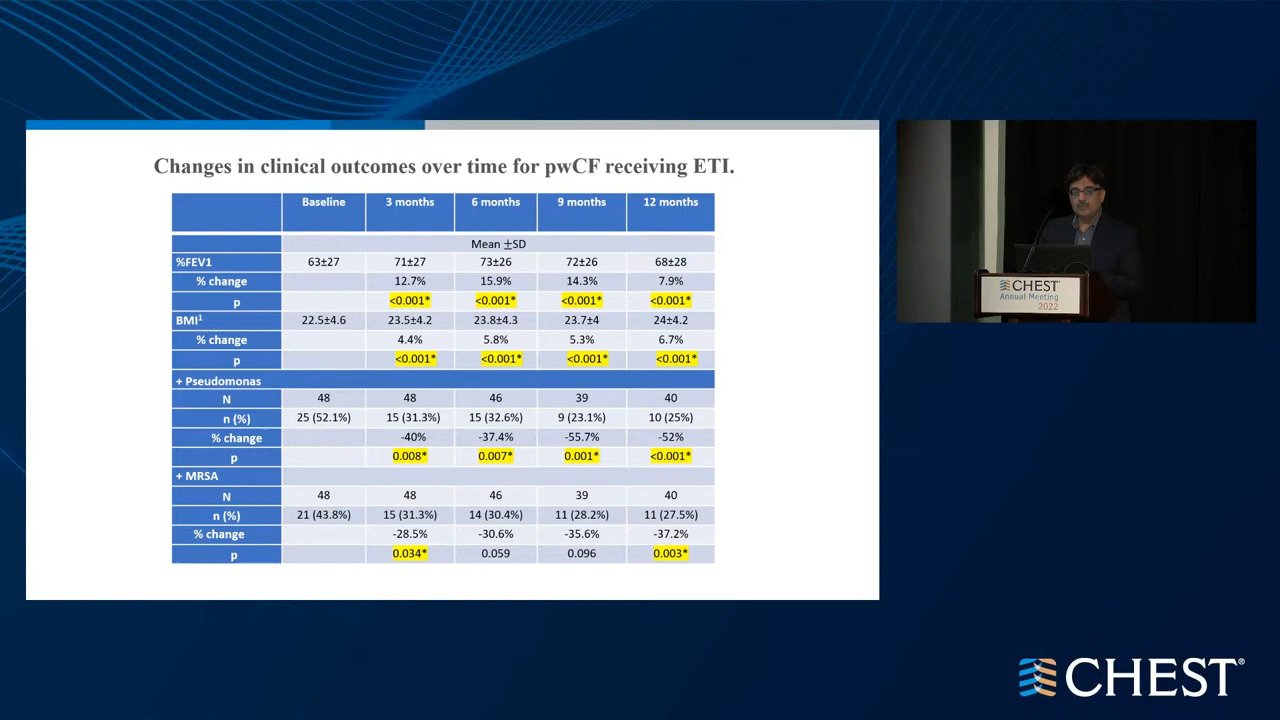 Changes in clinical outcomes over time for pwCF receiving ETI.
Baseline 3 months 6 months 9 months 12 months
Mean ±SD
%FEV1 63±27 71±27 73±26 72±26 68±28
% change 12.7% 15.9% 14.3% 7.9%
p <0.001* <0.001* <0.001* <0.001*
BMI¹ 22.5±4.6 23.5±4.2 23.8±4.3 23.7±4 24±4.2
% change 4.4% 5.8% 5.3% 6.7%
p <0.001* <0.001* <0.001* <0.001*
+ Pseudomonas
N 48 48 46 39 40
n (%) 25 (52.1%) 15 (31.3%) 15 (32.6%) 9 (23.1%) 10 (25%)
% change -40% -37.4% -55.7% -52%
p 0.008* 0.007* 0.001* <0.001*
+ MRSA
N 48 48 46 39 40
n (%) 21 (43.8%) 15 (31.3%) 14 (30.4%) 11 (28.2%) 11 (27.5%)
% change -28.5% -30.6% -35.6% -37.2%
p 0.034* 0.059 0.096 0.003*
CHEST
Annual Meeting
2022
CHEST®